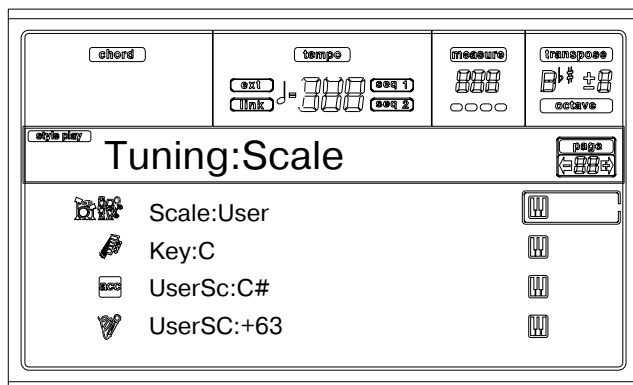 chord tempo measure transpose
ext seq 1
link seq 2
octave
style play
Tuning:Scale
page
Scale:User
Key:C
acc UserSc:C#
UserSC:+63